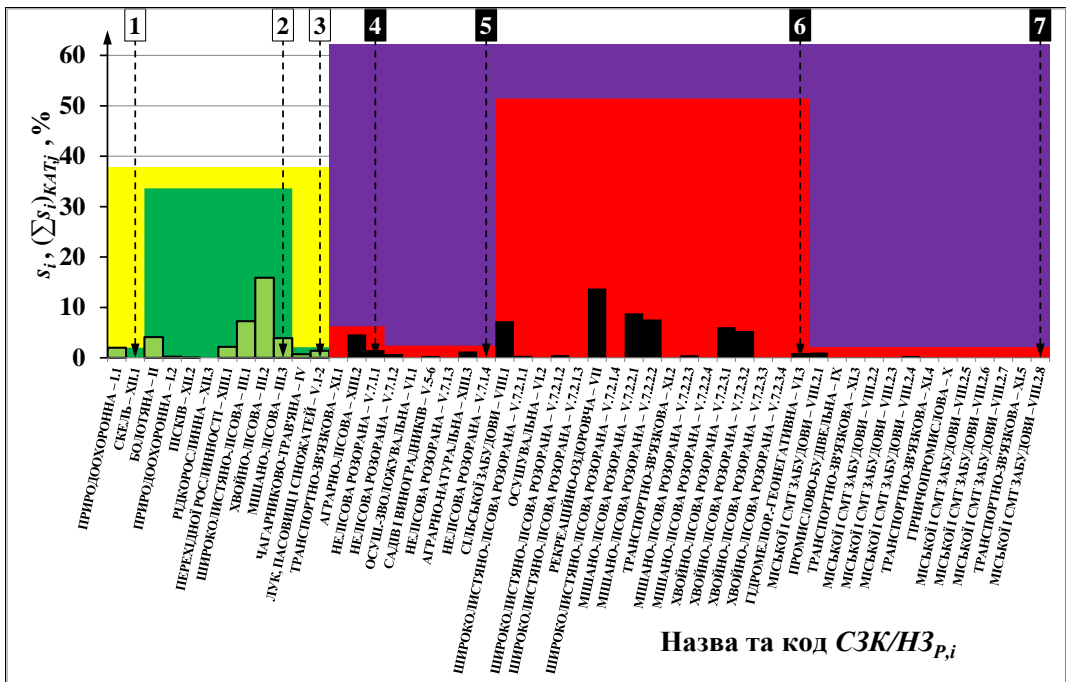 1
2
3
4
5
6
7
60
50
40
30
20
10
0
s_i , (∑s_i)_КАТ,j , %
ПРИРОДООХОРОННА – I.1
СКЕЛЬ – XII.1
БОЛОТЯНА – II
ПРИРОДООХОРОННА – I.2
ПІСКІВ – XII.2
РІДКОРОСЛИННА – XII.3
ПЕРЕХІДНОЇ РОСЛИННОСТІ – XIII.1
ШИРОКОЛИСТЯНО-ЛІСОВА – III.1
ХВОЙНО-ЛІСОВА – III.2
МІШАНО-ЛІСОВА – III.3
ЧАГАРНИКОВО-ТРАВ'ЯНА – IV
ЛУК, ПАСОВИЩ І СІНОЖАТЕЙ – V.1-2
ТРАНСПОРТНО-ЗВ'ЯЗКОВА – XI.1
АГРАРНО-ЛІСОВА – XIII.2
НЕЛІСОВА РОЗОРАНА – V.7.1.1
НЕЛІСОВА РОЗОРАНА – V.7.1.2
ОСУШ.-ЗВОЛОЖУВАЛЬНА – VI.1
САДІВ І ВИНОГРАДНИКІВ – V.5-6
НЕЛІСОВА РОЗОРАНА – V.7.1.3
АГРАРНО-НАТУРАЛЬНА – XIII.3
НЕЛІСОВА РОЗОРАНА – V.7.1.4
СІЛЬСЬКОЇ ЗАБУДОВИ – VIII.1
ШИРОКОЛИСТЯНО-ЛІСОВА РОЗОРАНА – V.7.2.1.1
ОСУШУВАЛЬНА – VI.2
ШИРОКОЛИСТЯНО-ЛІСОВА РОЗОРАНА – V.7.2.1.2
ШИРОКОЛИСТЯНО-ЛІСОВА РОЗОРАНА – V.7.2.1.3
РЕКРЕАЦІЙНО-ОЗДОРОВЧА – VII
ШИРОКОЛИСТЯНО-ЛІСОВА РОЗОРАНА – V.7.2.1.4
МІШАНО-ЛІСОВА РОЗОРАНА – V.7.2.2.1
МІШАНО-ЛІСОВА РОЗОРАНА – V.7.2.2.2
ТРАНСПОРТНО-ЗВ'ЯЗКОВА – XI.2
МІШАНО-ЛІСОВА РОЗОРАНА – V.7.2.2.3
МІШАНО-ЛІСОВА РОЗОРАНА – V.7.2.2.4
ХВОЙНО-ЛІСОВА РОЗОРАНА – V.7.2.3.1
ХВОЙНО-ЛІСОВА РОЗОРАНА – V.7.2.3.2
ХВОЙНО-ЛІСОВА РОЗОРАНА – V.7.2.3.3
ХВОЙНО-ЛІСОВА РОЗОРАНА – V.7.2.3.4
ГІДРОМЕЛІОР.-ГЕОНЕГАТИВНА – VI.3
МІСЬКОЇ І СМТ ЗАБУДОВИ – VIII.2.1
ПРОМИСЛОВО-БУДІВЕЛЬНА – IX
ТРАНСПОРТНО-ЗВ'ЯЗКОВА – XI.3
МІСЬКОЇ І СМТ ЗАБУДОВИ – VIII.2.2
МІСЬКОЇ І СМТ ЗАБУДОВИ – VIII.2.3
МІСЬКОЇ І СМТ ЗАБУДОВИ – VIII.2.4
ТРАНСПОРТНО-ЗВ'ЯЗКОВА – XI.4
ГІРНИЧОПРОМИСЛОВА – X
МІСЬКОЇ І СМТ ЗАБУДОВИ – VIII.2.5
МІСЬКОЇ І СМТ ЗАБУДОВИ – VIII.2.6
МІСЬКОЇ І СМТ ЗАБУДОВИ – VIII.2.7
ТРАНСПОРТНО-ЗВ'ЯЗКОВА – XI.5
МІСЬКОЇ І СМТ ЗАБУДОВИ – VIII.2.8
Назва та код СЗК/НЗ_P,i